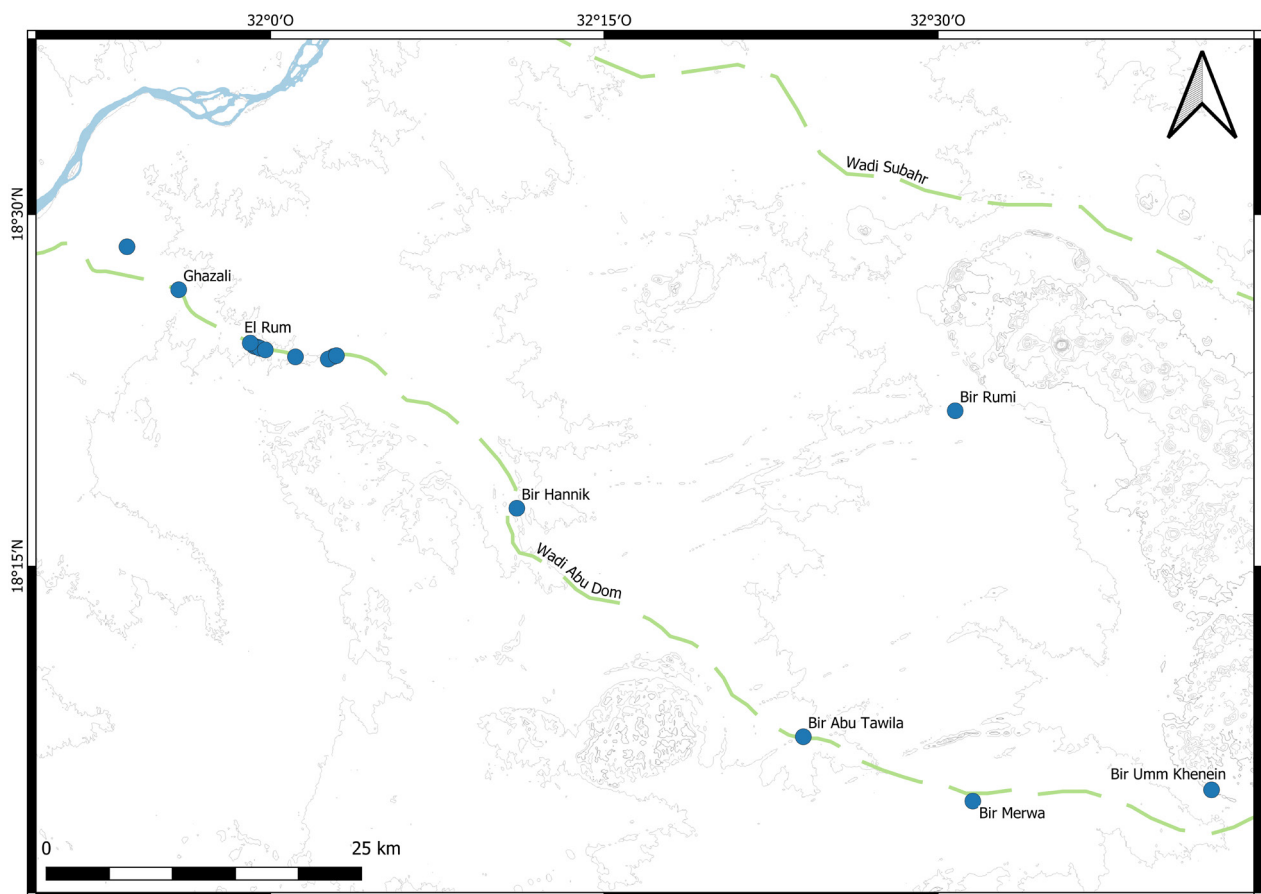 32°0'O
32°15'O
32°30'O
Wadi Subahr
18°30'N
Ghazali
El Rum
Bir Rumi
Bir Hannik
18°15'N
Wadi Abu Dom
Bir Abu Tawila
Bir Umm Khenein
Bir Merwa
0
25 km